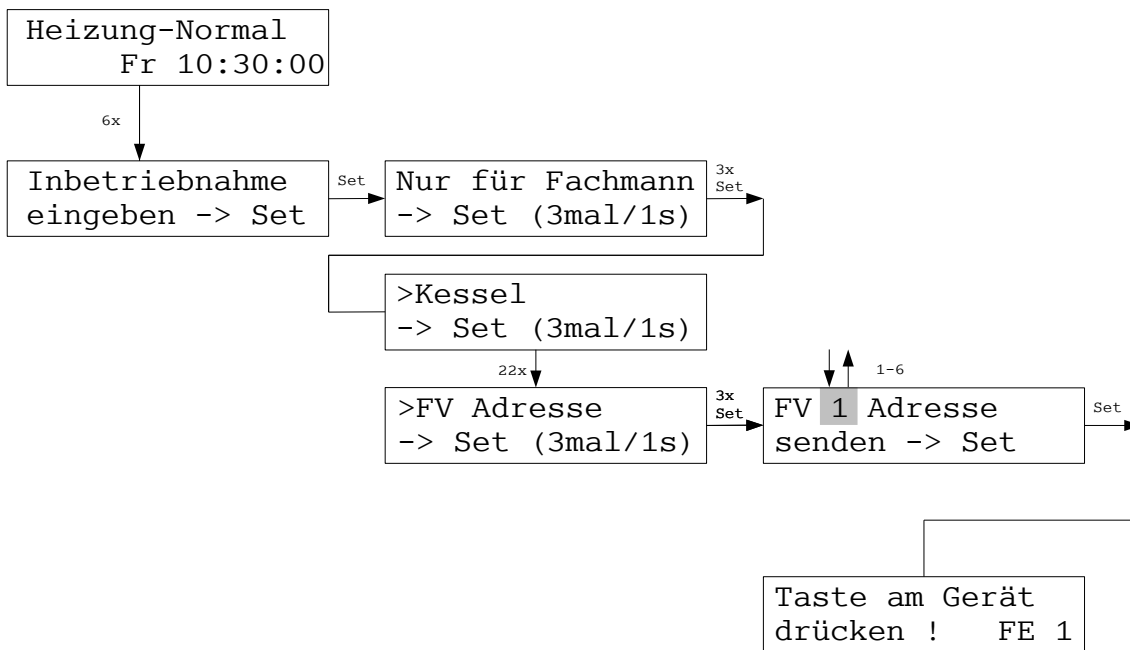 Heizung-Normal
Fr 10:30:00
6x
Inbetriebnahme
eingeben -> Set
Set
Nur für Fachmann
-> Set (3mal/1s)
3x
Set
>Kessel
-> Set (3mal/1s)
22x
>FV Adresse
-> Set (3mal/1s)
3x
Set
1-6
FV 1 Adresse
senden -> Set
Set
Taste am Gerät
drücken ! FE 1